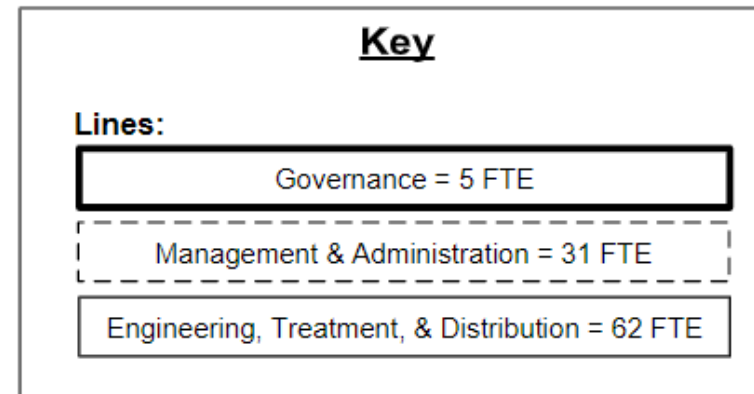 Key
Lines:
Governance = 5 FTE
Management & Administration = 31 FTE
Engineering, Treatment, & Distribution = 62 FTE